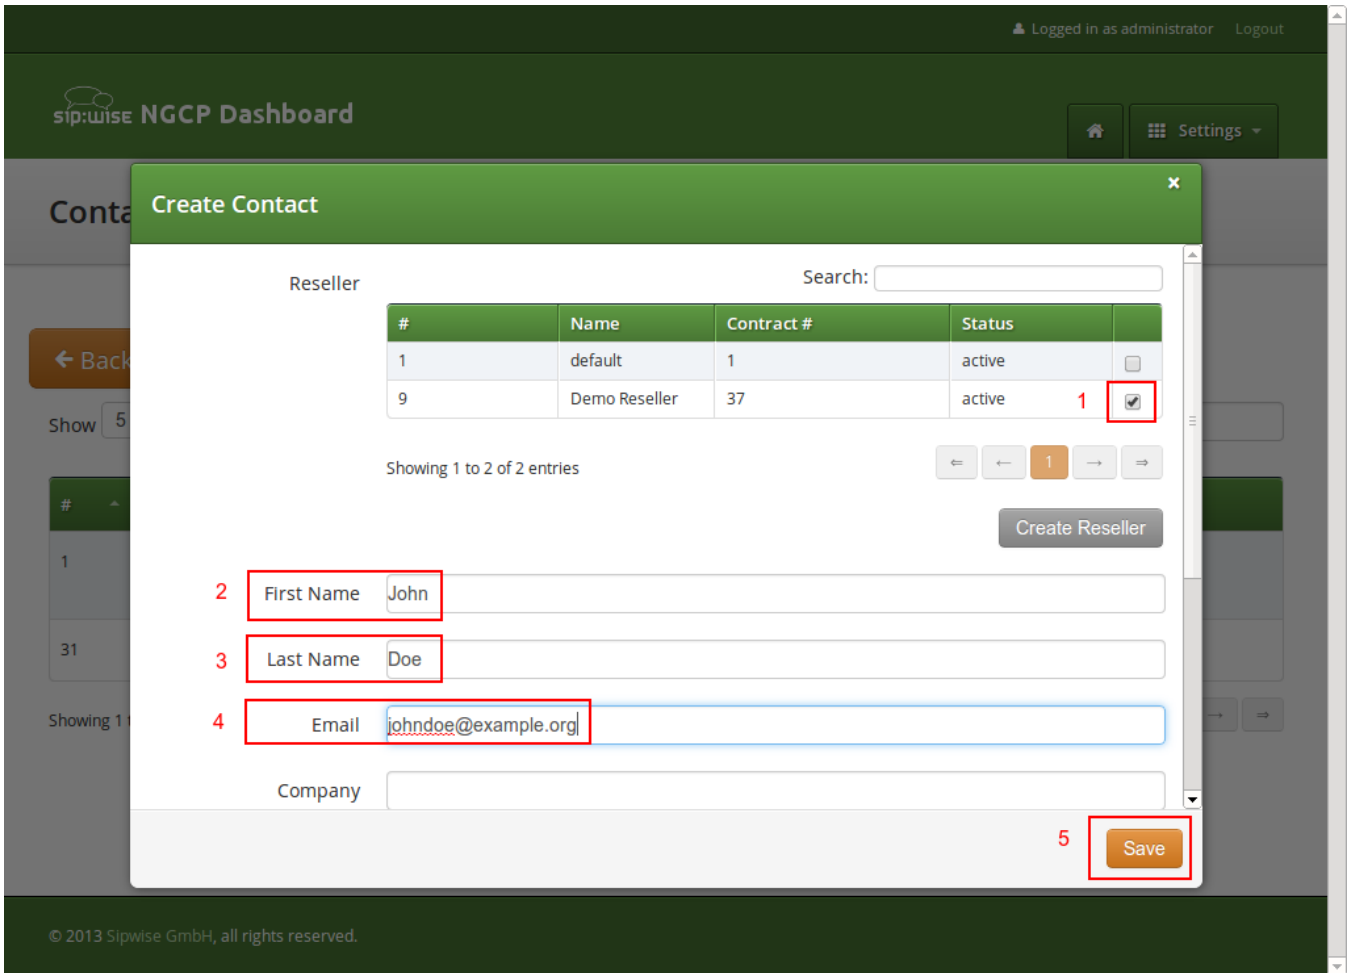 Logged in as administrator Logout
sip:wise NGCP Dashboard
Settings
Conta
Create Contact
×
Reseller
Search:
# Name Contract # Status
1 default 1 active
9 Demo Reseller 37 active
1
Showing 1 to 2 of 2 entries
⇐ ← 1 → ⇒
Create Reseller
2 First Name John
3 Last Name Doe
4 Email johndoe@example.org
Company
5 Save
← Back
Show 5
#
1
31
Showing 1 t
→ ⇒
© 2013 Sipwise GmbH, all rights reserved.